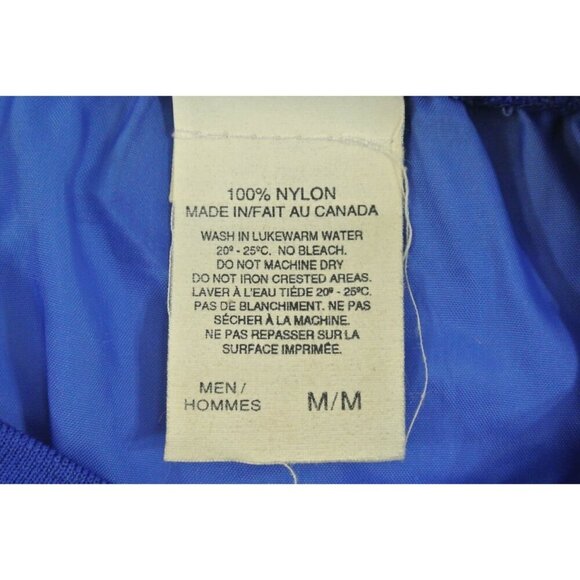 100% NYLON
MADE IN/FAIT AU CANADA
WASH IN LUKEWARM WATER
20º - 25ºC. NO BLEACH.
DO NOT MACHINE DRY
DO NOT IRON CRESTED AREAS.
LAVER À L'EAU TIÉDE 20º - 25ºC.
PAS DE BLANCHIMENT. NE PAS
SÉCHER À LA MACHINE.
NE PAS REPASSER SUR LA
SURFACE IMPRIMÉE.
MEN /
HOMMES M/M